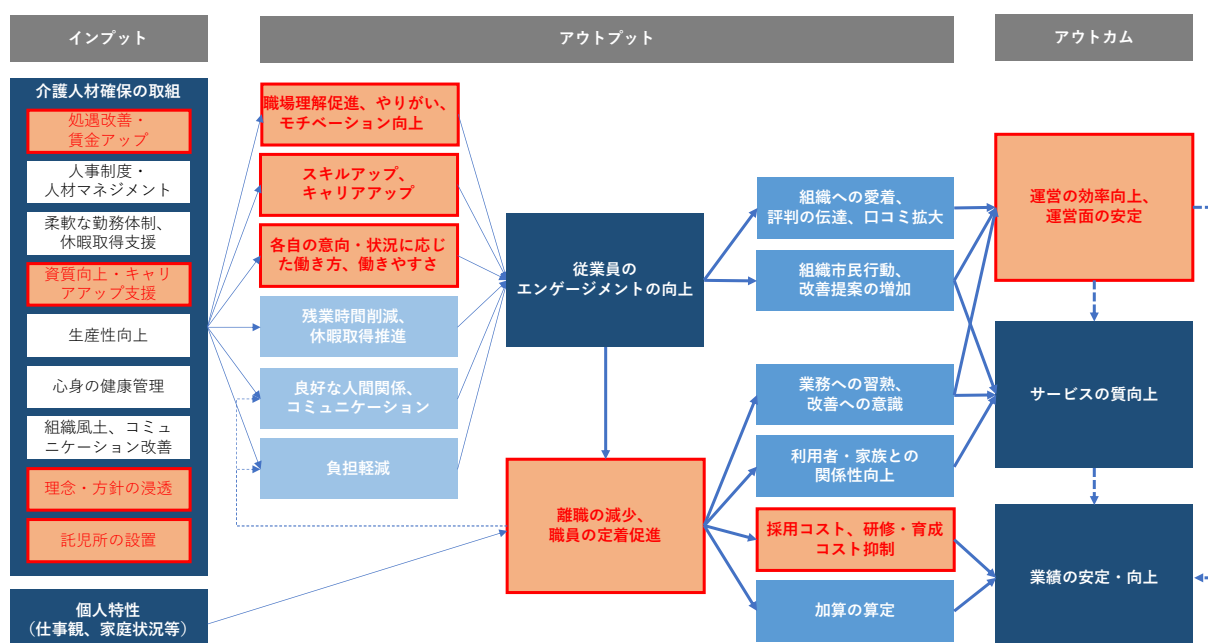 インプット
アウトプット
アウトカム
介護人材確保の取組
処遇改善・
賃金アップ
人事制度・
人材マネジメント
柔軟な勤務体制、
休暇取得支援
資質向上・キャリ
アアップ支援
生産性向上
心身の健康管理
組織風土、コミュ
ニケーション改善
理念・方針の浸透
託児所の設置
個人特性
（仕事観、家庭状況等）
職場理解促進、やりがい、
モチベーション向上
スキルアップ、
キャリアアップ
各自の意向・状況に応じ
た働き方、働きやすさ
残業時間削減、
休暇取得推進
良好な人間関係、
コミュニケーション
負担軽減
従業員の
エンゲージメントの向上
離職の減少、
職員の定着促進
組織への愛着、
評判の伝達、口コミ拡大
組織市民行動、
改善提案の増加
業務への習熟、
改善への意識
利用者・家族との
関係性向上
採用コスト、研修・育成
コスト抑制
加算の算定
運営の効率向上、
運営面の安定
サービスの質向上
業績の安定・向上